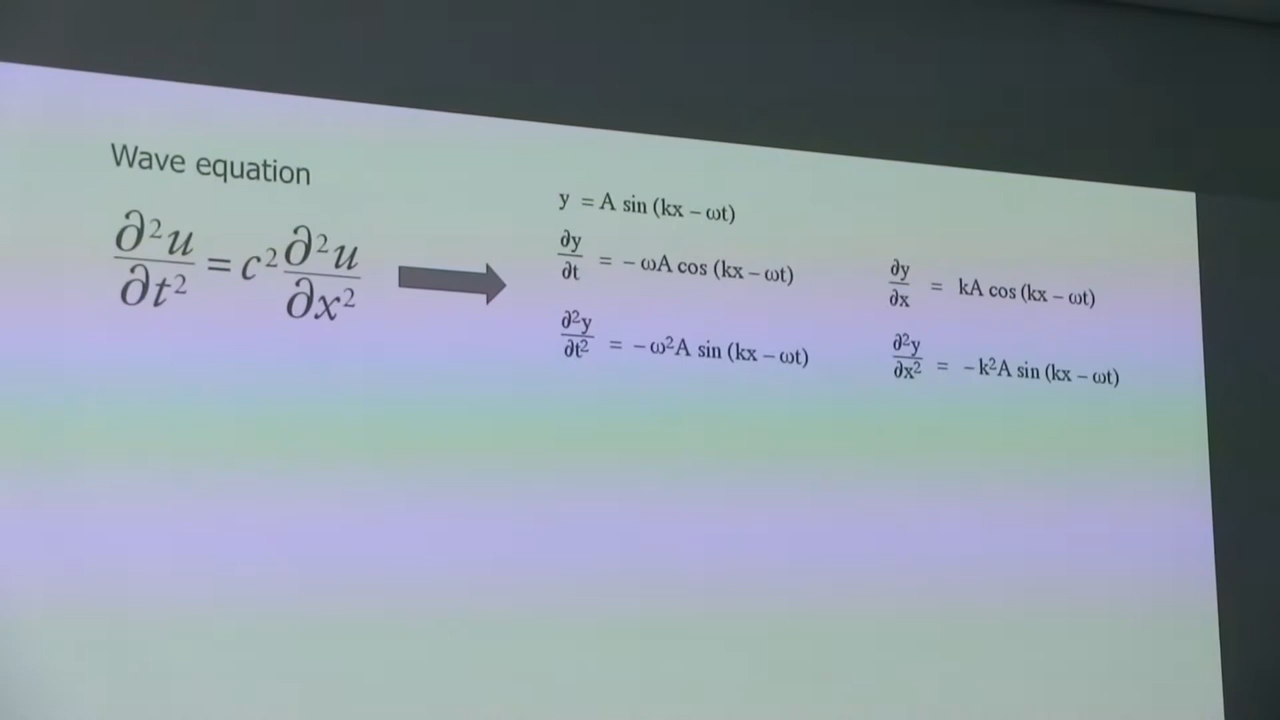 Wave equation
∂²u/∂t² = c² ∂²u/∂x²
y = A sin (kx – ωt)
∂y/∂t = – ωA cos (kx – ωt)
∂y/∂x = kA cos (kx – ωt)
∂²y/∂t² = – ω²A sin (kx – ωt)
∂²y/∂x² = – k²A sin (kx – ωt)